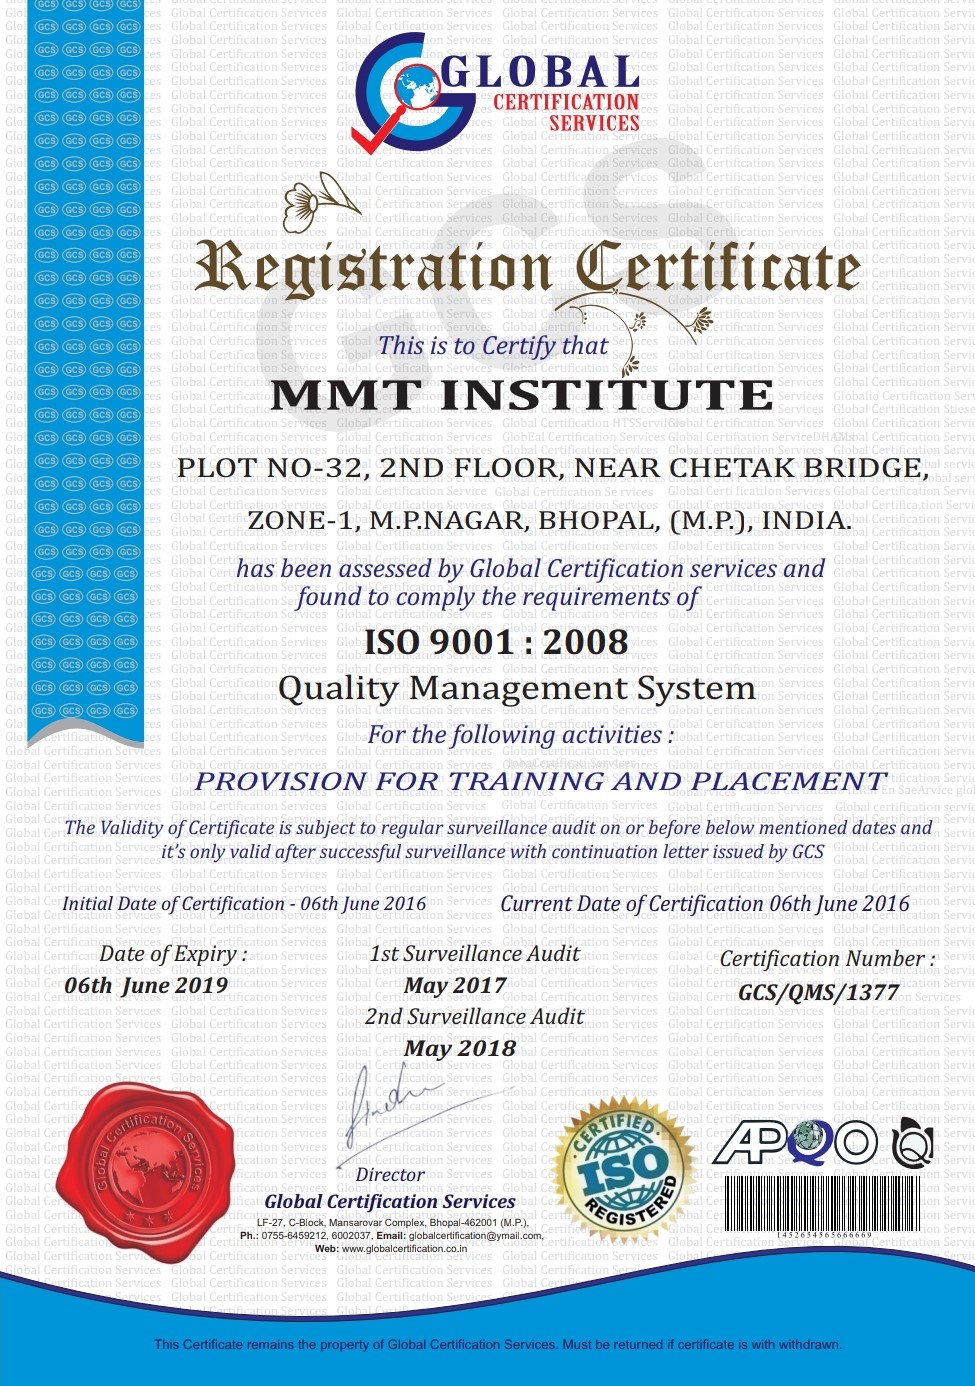 GLOBAL
CERTIFICATION
SERVICES
Registration Certificate
This is to Certify that
MMT INSTITUTE
PLOT NO-32, 2ND FLOOR, NEAR CHETAK BRIDGE,
ZONE-1, M.P.NAGAR, BHOPAL, (M.P.), INDIA.
has been assessed by Global Certification services and
found to comply the requirements of
ISO 9001 : 2008
Quality Management System
For the following activities :
PROVISION FOR TRAINING AND PLACEMENT
The Validity of Certificate is subject to regular surveillance audit on or before below mentioned dates and
it's only valid after successful surveillance with continuation letter issued by GCS
Initial Date of Certification - 06th June 2016
Current Date of Certification 06th June 2016
Date of Expiry :
06th June 2019
1st Surveillance Audit
May 2017
2nd Surveillance Audit
May 2018
Certification Number :
GCS/QMS/1377
Global Certification Services
Director
Global Certification Services
LF-27, C-Block, Mansarovar Complex, Bhopal-462001 (M.P.),
Ph.: 0755-6459212, 6002037, Email: globalcertification@ymail.com,
Web: www.globalcertification.co.in
CERTIFIED
ISO
REGISTERED
APQO
1452654565666669
This Certificate remains the property of Global Certification Services. Must be returned if certificate is with withdrawn.